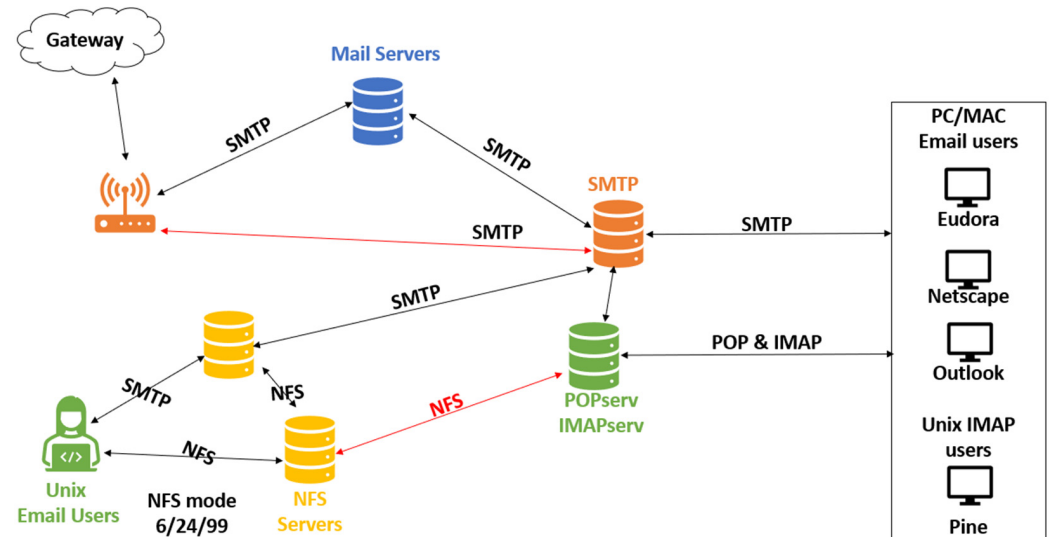 Gateway
Mail Servers
SMTP
SMTP
SMTP
SMTP
SMTP
SMTP
SMTP
NFS
NFS
NFS
POP & IMAP
POPserv
IMAPserv
Unix
Email Users
NFS mode
6/24/99
NFS
Servers
PC/MAC
Email users
Eudora
Netscape
Outlook
Unix IMAP
users
Pine